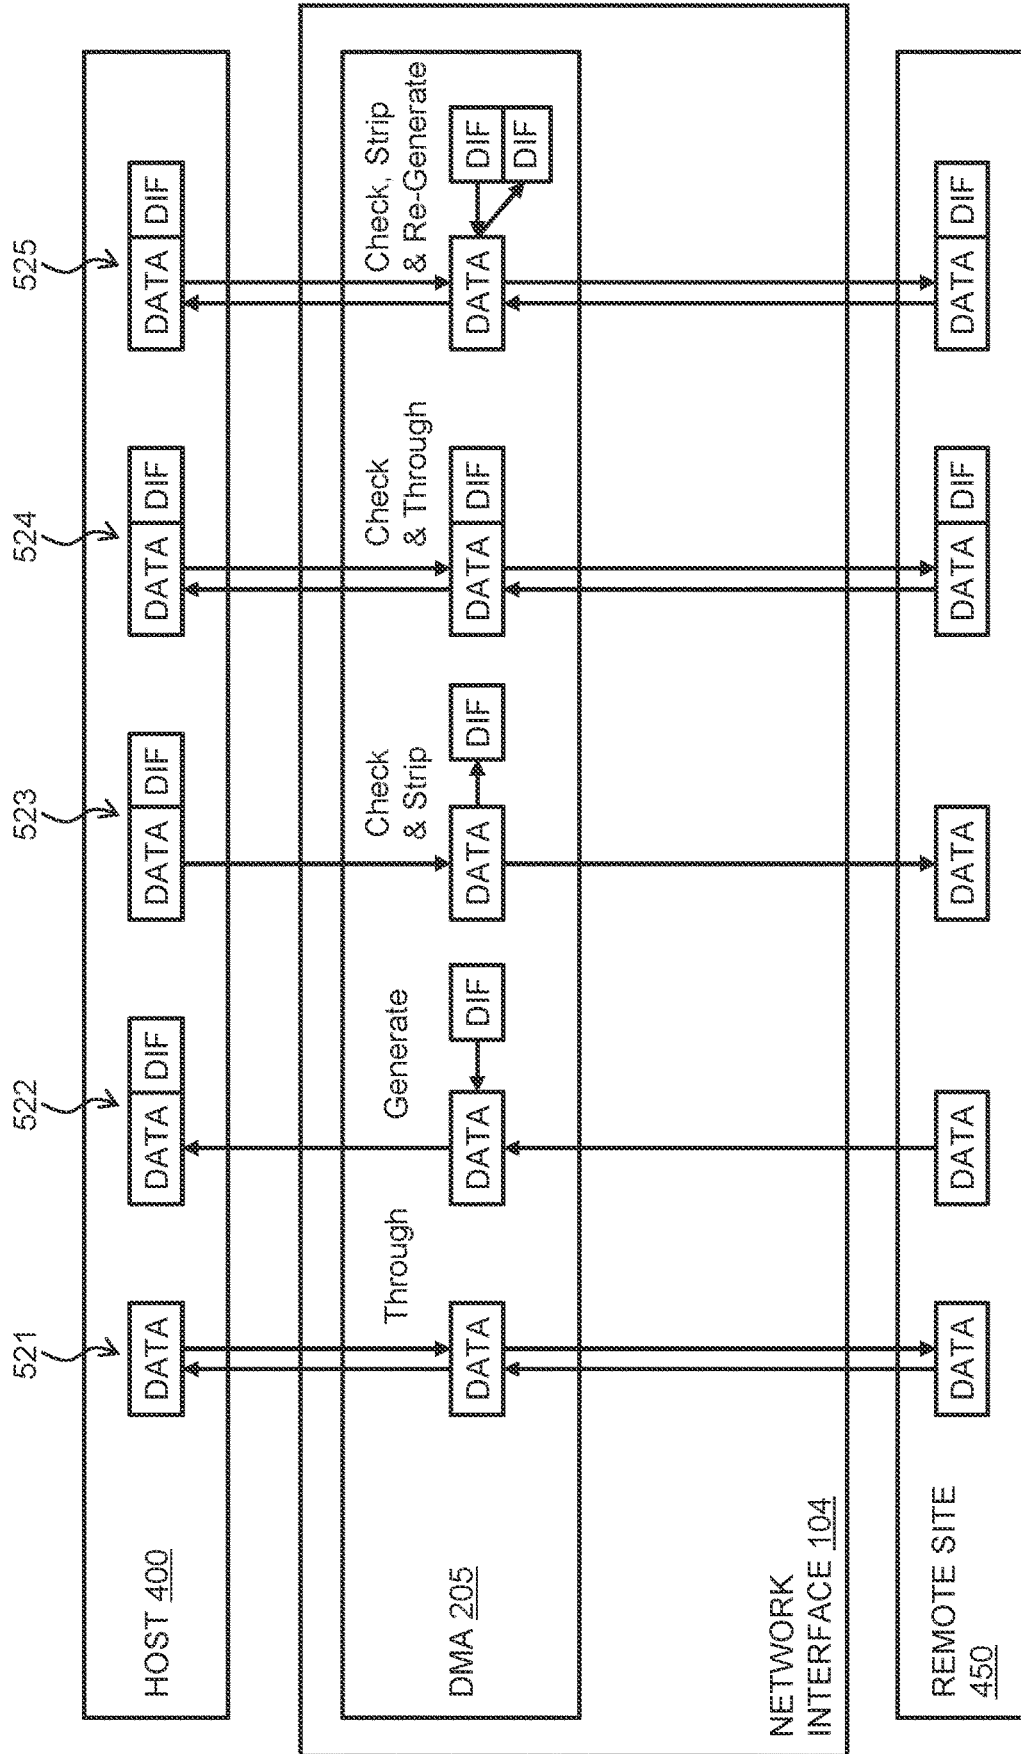 521
522
523
524
525
HOST 400
DATA
DATA DIF
DATA DIF
DATA DIF
DATA DIF
Through
Generate
Check
& Strip
Check
& Through
Check, Strip
& Re-Generate
DMA 205
DATA
DATA
DIF
DATA
DIF
DATA DIF
DATA
DIF
DIF
NETWORK
INTERFACE 104
REMOTE SITE
450
DATA
DATA
DATA
DATA DIF
DATA DIF